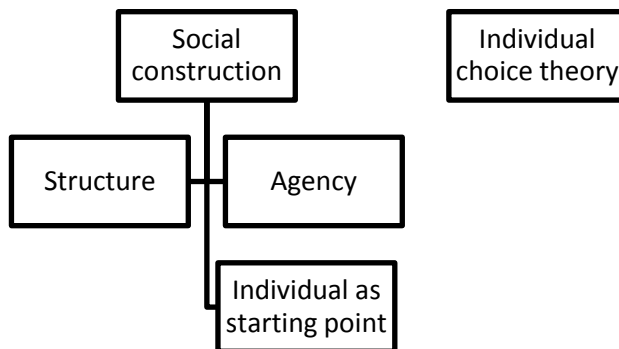 Social
construction
Individual
choice theory
Structure
Agency
Individual as
starting point